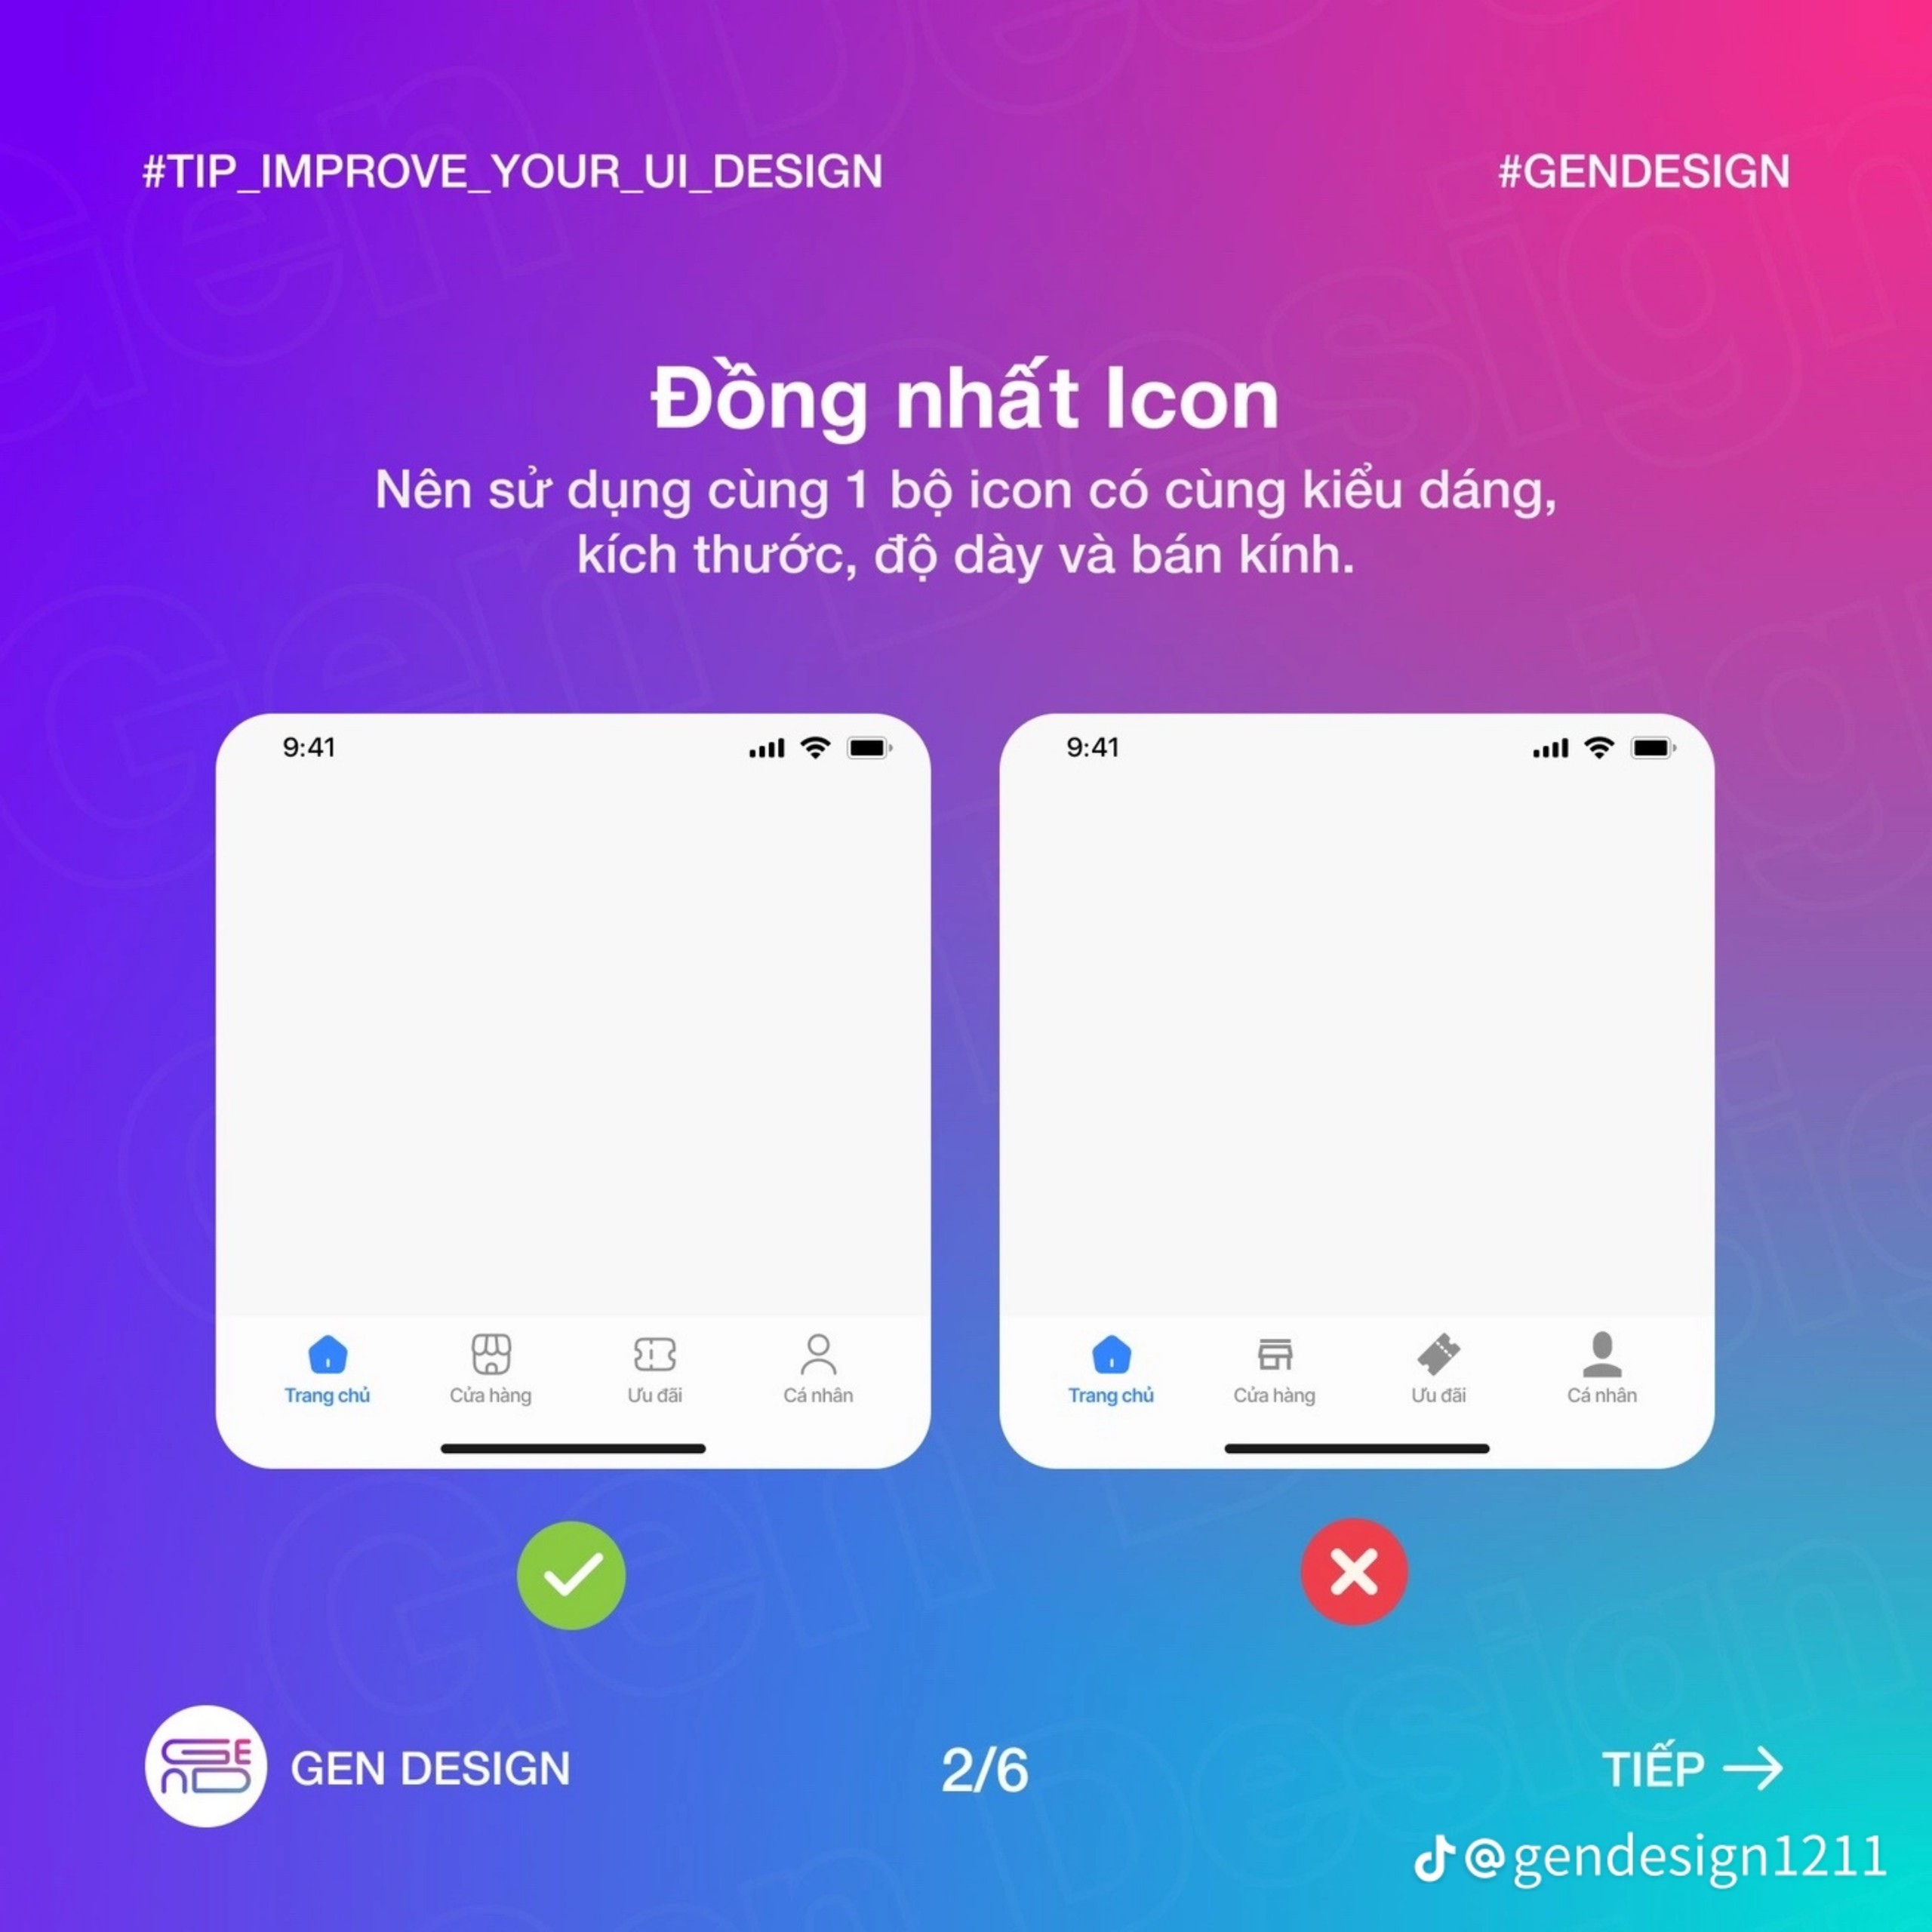 #TIP_IMPROVE_YOUR_UI_DESIGN
#GENDESIGN
Đồng nhất Icon
Nên sử dụng cùng 1 bộ icon có cùng kiểu dáng,
kích thước, độ dày và bán kính.
9:41
9:41
Trang chủ
Cửa hàng
Ưu đãi
Cá nhân
Trang chủ
Cửa hàng
Ưu đãi
Cá nhân
GEN DESIGN
2/6
TIẾP →
@gendesign1211